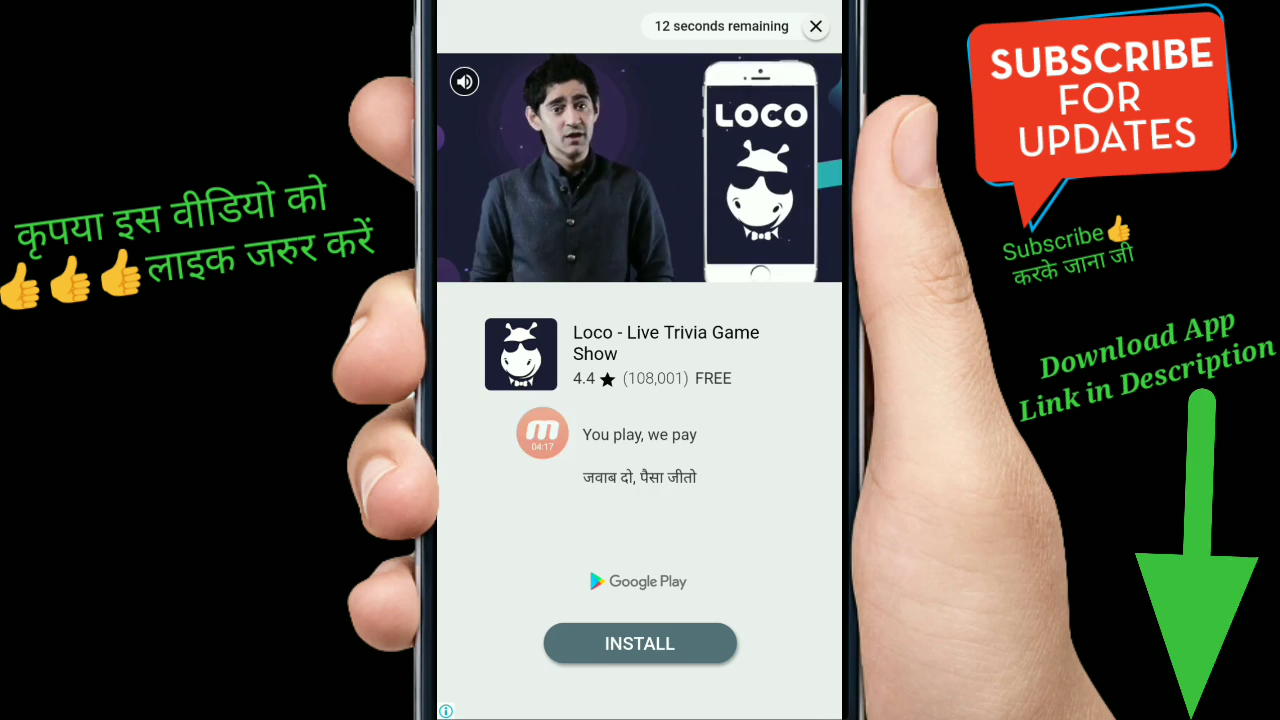 12 seconds remaining
LOCO
Loco - Live Trivia Game
Show
4.4 ★ (108,001) FREE
m
04:17
You play, we pay
जवाब दो, पैसा जीतो
Google Play
INSTALL
कृपया इस वीडियो को
👍👍👍लाइक जरुर करें
SUBSCRIBE
FOR
UPDATES
Subscribe👍
करके जाना जी
Download App
Link in Description